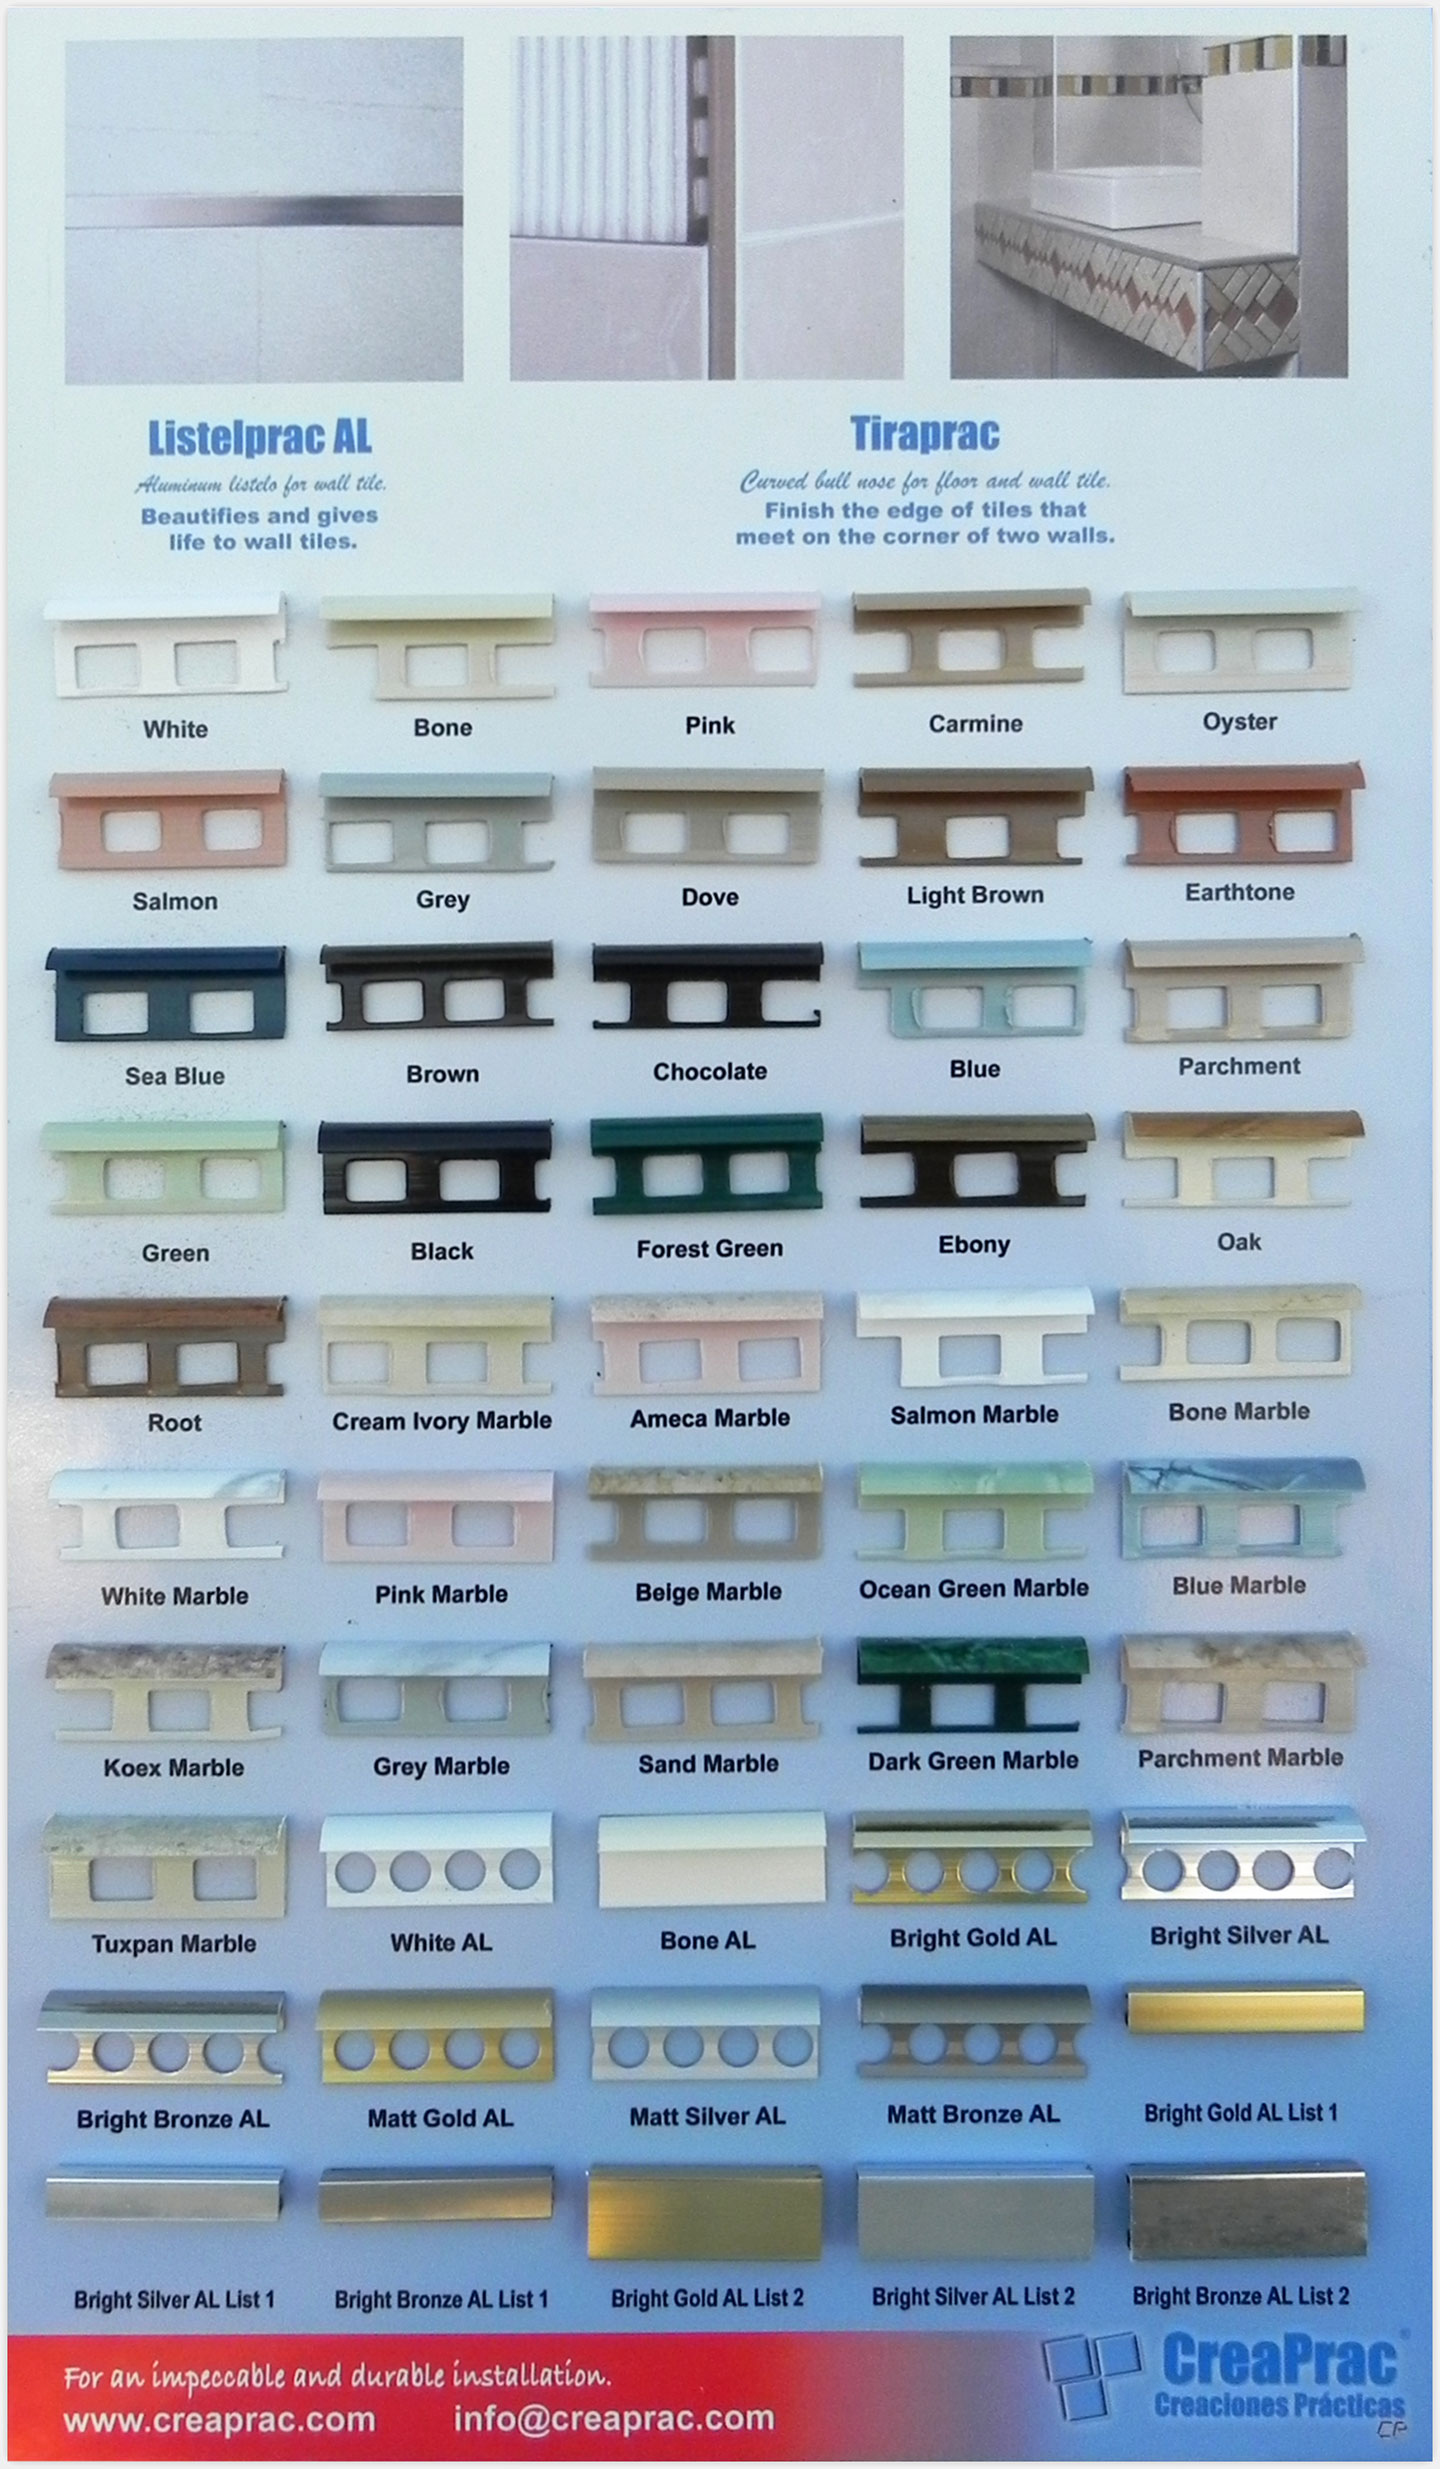 Listelprac AL
Aluminum listelo for wall tile.
Beautifies and gives
life to wall tiles.
Tiraprac
Curved bull nose for floor and wall tile.
Finish the edge of tiles that
meet on the corner of two walls.
White
Bone
Pink
Carmine
Oyster
Salmon
Grey
Dove
Light Brown
Earthtone
Sea Blue
Brown
Chocolate
Blue
Parchment
Green
Black
Forest Green
Ebony
Oak
Root
Cream Ivory Marble
Ameca Marble
Salmon Marble
Bone Marble
White Marble
Pink Marble
Beige Marble
Ocean Green Marble
Blue Marble
Koex Marble
Grey Marble
Sand Marble
Dark Green Marble
Parchment Marble
Tuxpan Marble
White AL
Bone AL
Bright Gold AL
Bright Silver AL
Bright Bronze AL
Matt Gold AL
Matt Silver AL
Matt Bronze AL
Bright Gold AL List 1
Bright Silver AL List 1
Bright Bronze AL List 1
Bright Gold AL List 2
Bright Silver AL List 2
Bright Bronze AL List 2
For an impeccable and durable installation.
www.creaprac.com info@creaprac.com
CreaPrac®
Creaciones Prácticas
CP